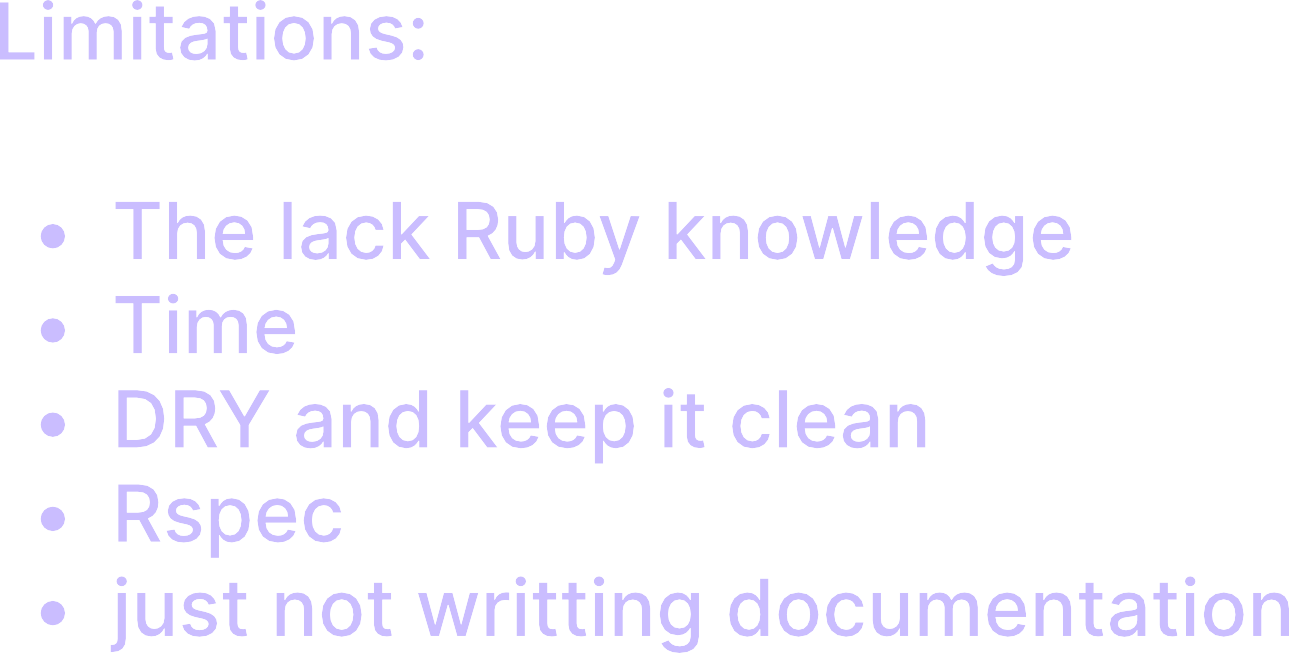 Limitations:
• The lack Ruby knowledge
• Time
• DRY and keep it clean
• Rspec
• just not writting documentation